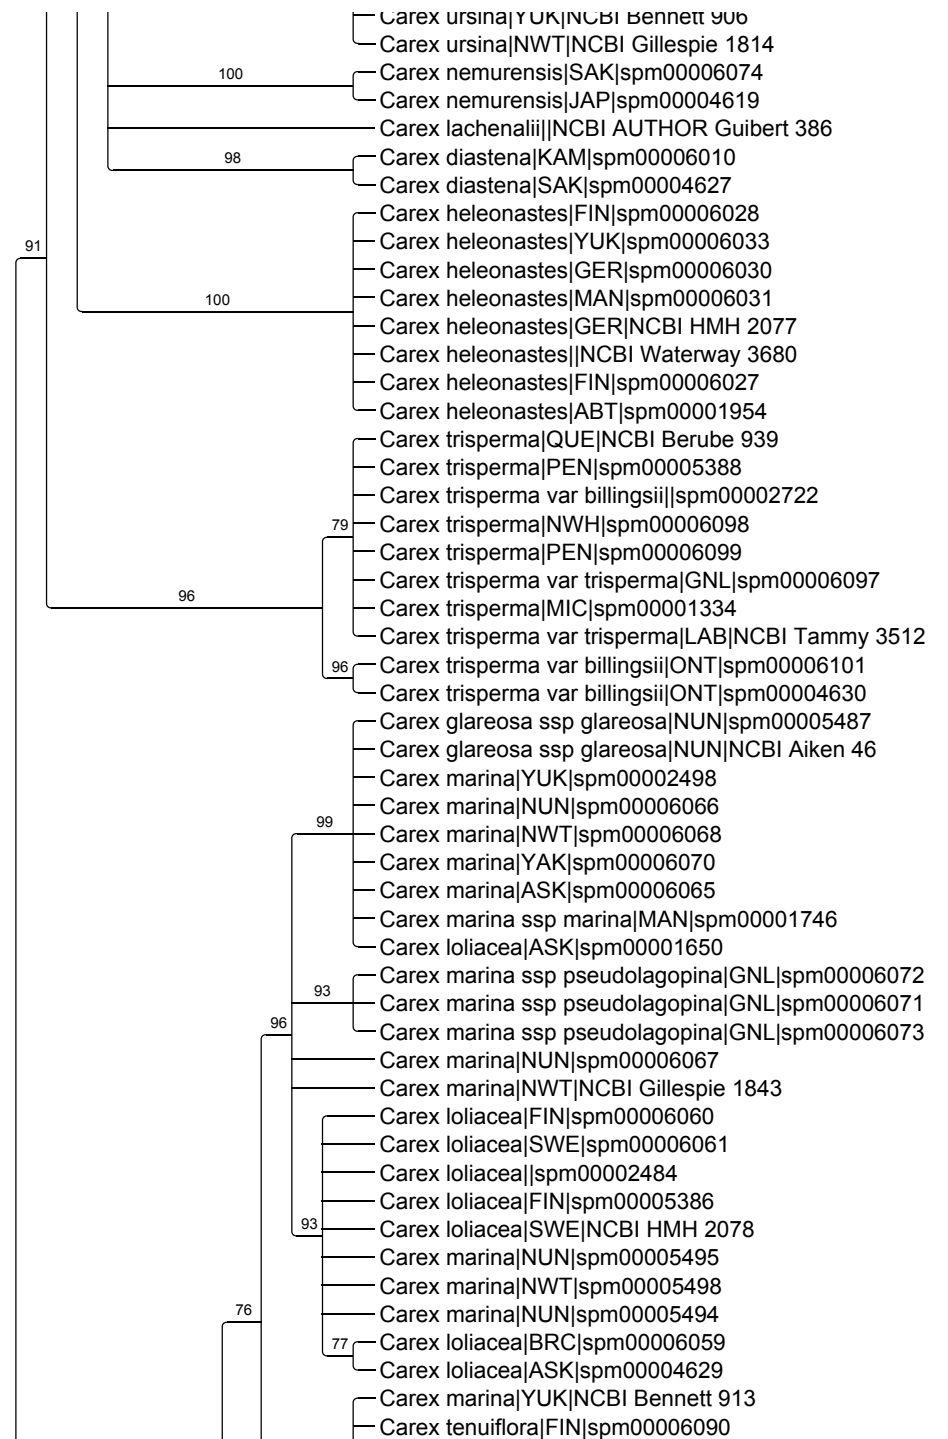 Carex ursina|YUK|NCBI Bennett 906
Carex ursina|NWT|NCBI Gillespie 1814
100
Carex nemurensis|SAK|spm00006074
Carex nemurensis|JAP|spm00004619
Carex lachenalii||NCBI AUTHOR Guibert 386
98
Carex diastena|KAM|spm00006010
Carex diastena|SAK|spm00004627
Carex heleonastes|FIN|spm00006028
Carex heleonastes|YUK|spm00006033
91
Carex heleonastes|GER|spm00006030
Carex heleonastes|MAN|spm00006031
100
Carex heleonastes|GER|NCBI HMH 2077
Carex heleonastes||NCBI Waterway 3680
Carex heleonastes|FIN|spm00006027
Carex heleonastes|ABT|spm00001954
Carex trisperma|QUE|NCBI Berube 939
Carex trisperma|PEN|spm00005388
Carex trisperma var billingsii||spm00002722
79
Carex trisperma|NWH|spm00006098
Carex trisperma|PEN|spm00006099
Carex trisperma var trisperma|GNL|spm00006097
96
Carex trisperma|MIC|spm00001334
Carex trisperma var trisperma|LAB|NCBI Tammy 3512
96
Carex trisperma var billingsii|ONT|spm00006101
Carex trisperma var billingsii|ONT|spm00004630
Carex glareosa ssp glareosa|NUN|spm00005487
Carex glareosa ssp glareosa|NUN|NCBI Aiken 46
Carex marina|YUK|spm00002498
Carex marina|NUN|spm00006066
99
Carex marina|NWT|spm00006068
Carex marina|YAK|spm00006070
Carex marina|ASK|spm00006065
Carex marina ssp marina|MAN|spm00001746
Carex loliacea|ASK|spm00001650
Carex marina ssp pseudolagopina|GNL|spm00006072
93
Carex marina ssp pseudolagopina|GNL|spm00006071
96
Carex marina ssp pseudolagopina|GNL|spm00006073
Carex marina|NUN|spm00006067
Carex marina|NWT|NCBI Gillespie 1843
Carex loliacea|FIN|spm00006060
Carex loliacea|SWE|spm00006061
Carex loliacea||spm00002484
Carex loliacea|FIN|spm00005386
93
Carex loliacea|SWE|NCBI HMH 2078
Carex marina|NUN|spm00005495
Carex marina|NWT|spm00005498
76
Carex marina|NUN|spm00005494
77
Carex loliacea|BRC|spm00006059
Carex loliacea|ASK|spm00004629
Carex marina|YUK|NCBI Bennett 913
Carex tenuiflora|FIN|spm00006090